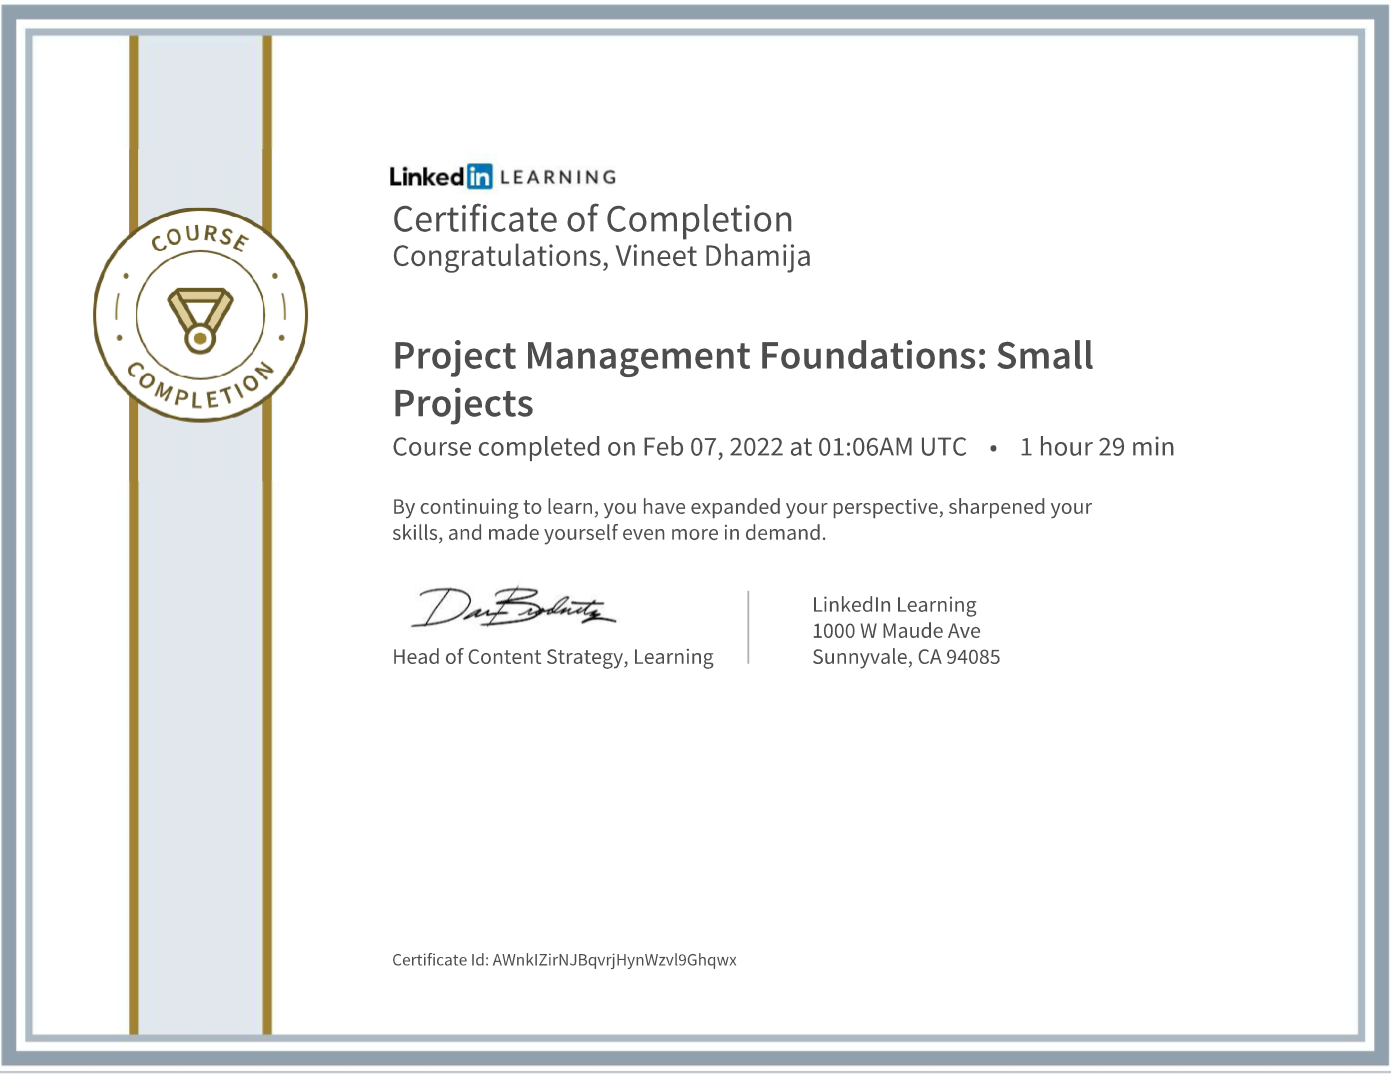 LinkedIn LEARNING
Certificate of Completion
Congratulations, Vineet Dhamija
COURSE
COMPLETION
Project Management Foundations: Small
Projects
Course completed on Feb 07, 2022 at 01:06AM UTC • 1 hour 29 min
By continuing to learn, you have expanded your perspective, sharpened your
skills, and made yourself even more in demand.
Dan Brodnitz
Head of Content Strategy, Learning
LinkedIn Learning
1000 W Maude Ave
Sunnyvale, CA 94085
Certificate Id: AWnkIZirNJBqvrjHynWzvl9Ghqwx